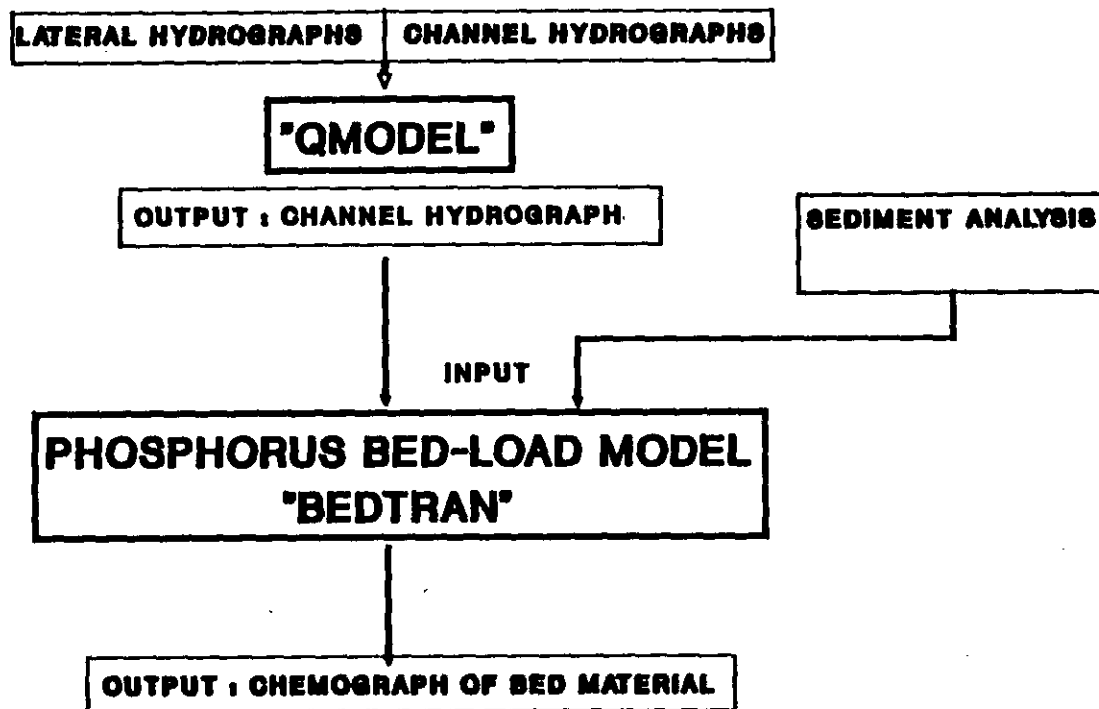 LATERAL HYDROGRAPHS CHANNEL HYDROGRAPHS
"QMODEL"
OUTPUT : CHANNEL HYDROGRAPH
SEDIMENT ANALYSIS
INPUT
PHOSPHORUS BED-LOAD MODEL
"BEDTRAN"
OUTPUT : CHEMOGRAPH OF BED MATERIAL